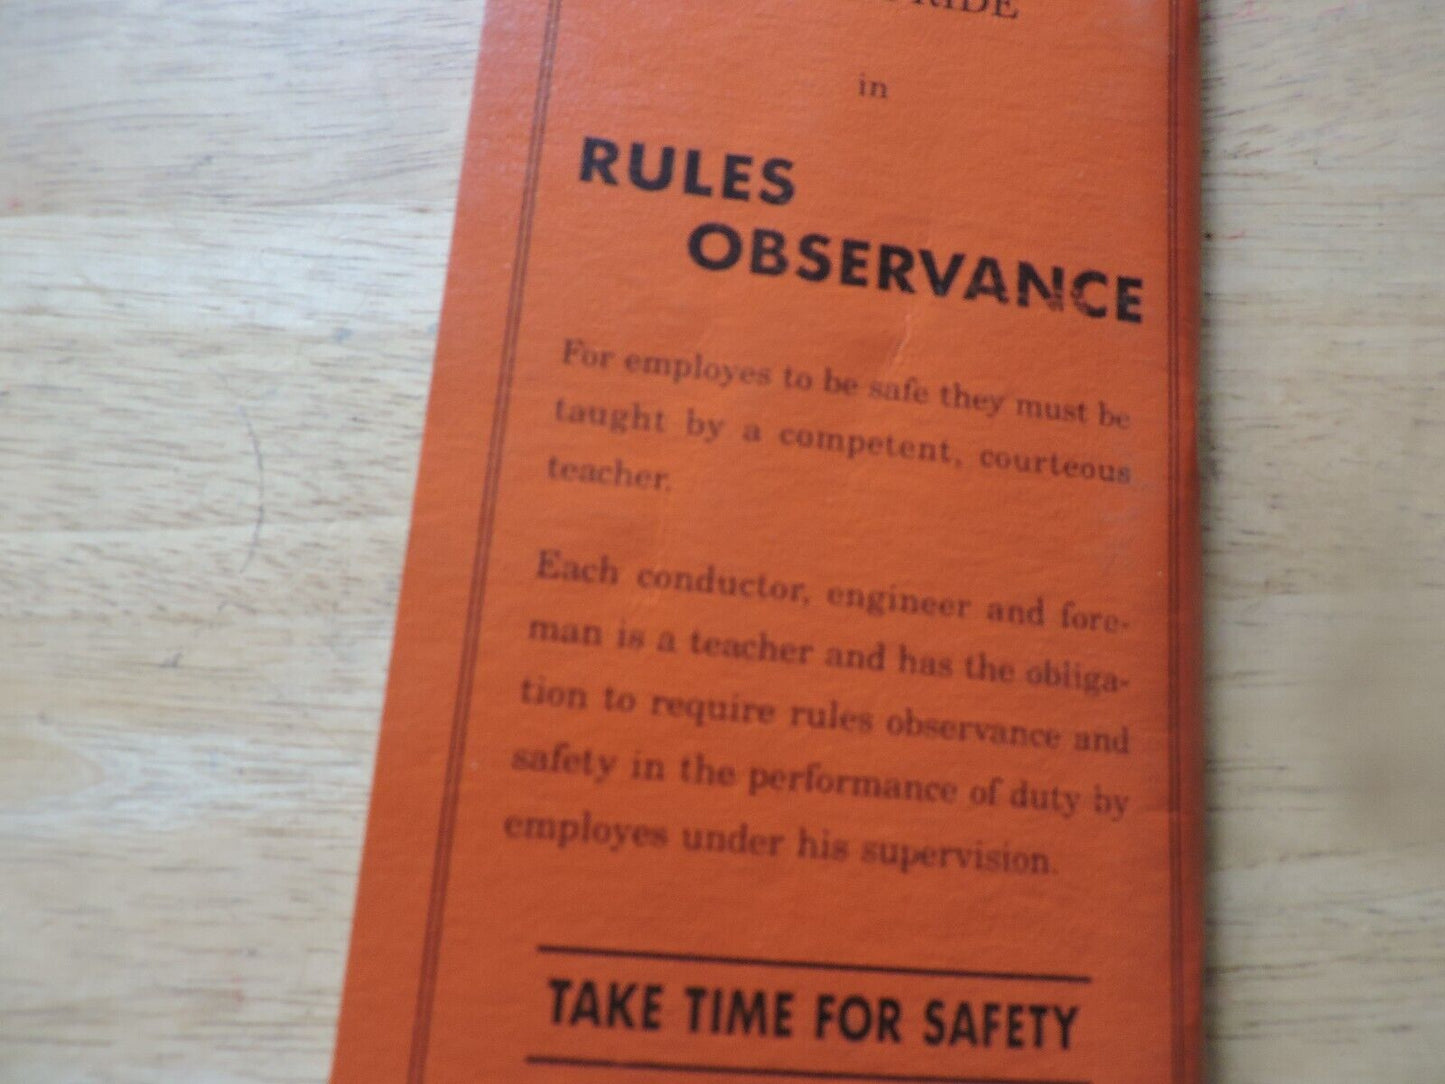 in
RULES
OBSERVANCE
For employes to be safe they must be
taught by a competent, courteous
teacher.
Each conductor, engineer and fore-
man is a teacher and has the obliga-
tion to require rules observance and
safety in the performance of duty by
employes under his supervision.
TAKE TIME FOR SAFETY